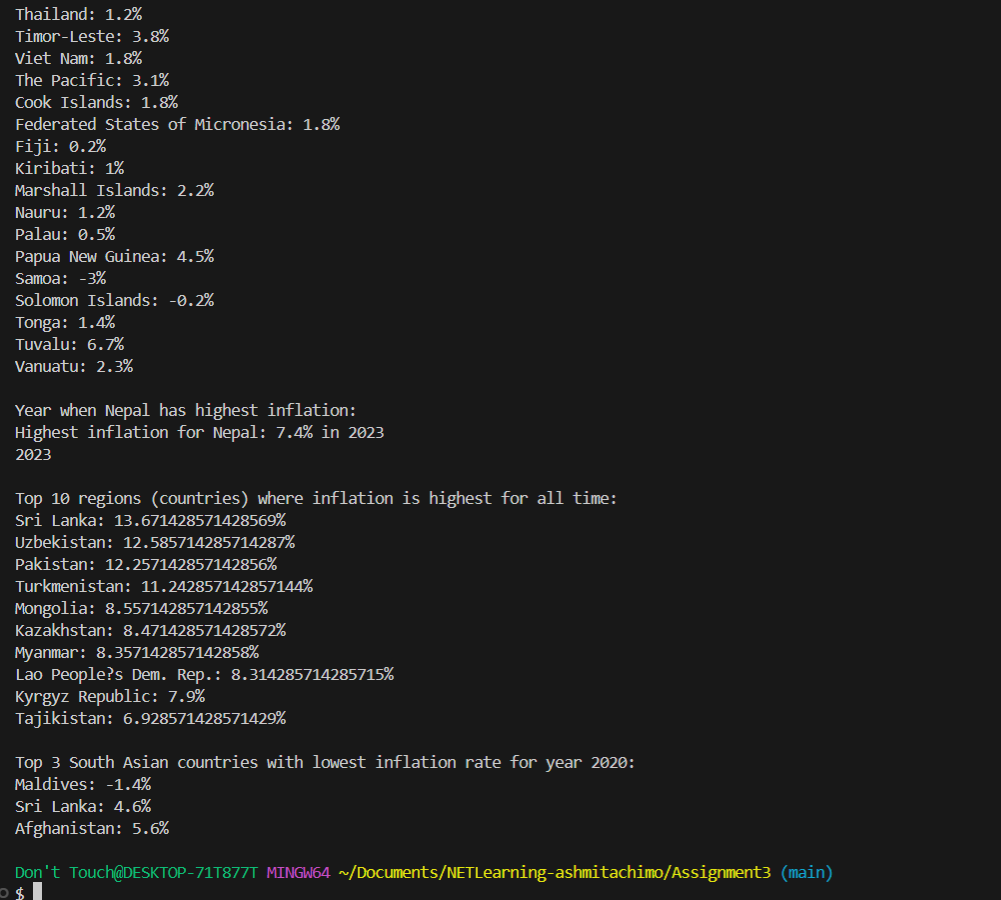 Thailand: 1.2%
Timor-Leste: 3.8%
Viet Nam: 1.8%
The Pacific: 3.1%
Cook Islands: 1.8%
Federated States of Micronesia: 1.8%
Fiji: 0.2%
Kiribati: 1%
Marshall Islands: 2.2%
Nauru: 1.2%
Palau: 0.5%
Papua New Guinea: 4.5%
Samoa: -3%
Solomon Islands: -0.2%
Tonga: 1.4%
Tuvalu: 6.7%
Vanuatu: 2.3%
Year when Nepal has highest inflation:
Highest inflation for Nepal: 7.4% in 2023
2023
Top 10 regions (countries) where inflation is highest for all time:
Sri Lanka: 13.671428571428569%
Uzbekistan: 12.585714285714287%
Pakistan: 12.257142857142856%
Turkmenistan: 11.242857142857144%
Mongolia: 8.557142857142855%
Kazakhstan: 8.471428571428572%
Myanmar: 8.357142857142858%
Lao People?s Dem. Rep.: 8.314285714285715%
Kyrgyz Republic: 7.9%
Tajikistan: 6.928571428571429%
Top 3 South Asian countries with lowest inflation rate for year 2020:
Maldives: -1.4%
Sri Lanka: 4.6%
Afghanistan: 5.6%
Don't Touch@DESKTOP-71T877T MINGW64 ~/Documents/NETLearning-ashmitachimo/Assignment3 (main)
$